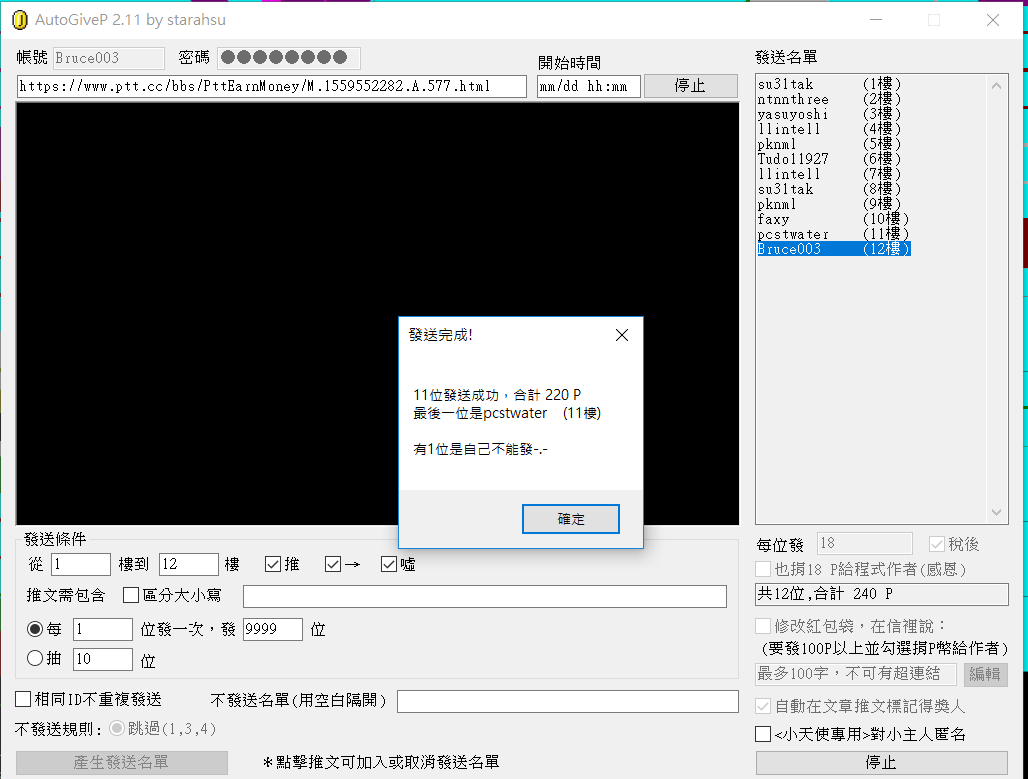 AutoGiveP 2.11 by starahsu
帳號 Bruce003 密碼 ●●●●●●●●
開始時間
https://www.ptt.cc/bbs/PttEarnMoney/M.1559552282.A.577.html mm/dd hh:mm 停止
發送名單
su3ltak (1樓)
ntnnthree (2樓)
yasuyoshi (3樓)
llintell (4樓)
pknml (5樓)
Tudo11927 (6樓)
llintell (7樓)
su3ltak (8樓)
pknml (9樓)
faxy (10樓)
pcstwater (11樓)
Bruce003 (12樓)
發送完成!
11位發送成功，合計 220 P
最後一位是pcstwater (11樓)
有1位是自己不能發-.-
確定
發送條件
從 1 樓到 12 樓 推 → 噓
推文需包含 區分大小寫
每 1 位發一次，發 9999 位
抽 10 位
相同ID不重複發送 不發送名單(用空白隔開)
不發送規則: 跳過(1,3,4)
產生發送名單 *點擊推文可加入或取消發送名單
每位發 18 稅後
也捐18 P給程式作者(感恩)
共12位,合計 240 P
修改紅包袋，在信裡說：
(要發100P以上並勾選捐P幣給作者)
最多100字，不可有超連結 編輯
自動在文章推文標記得獎人
<小天使專用>對小主人匿名
停止